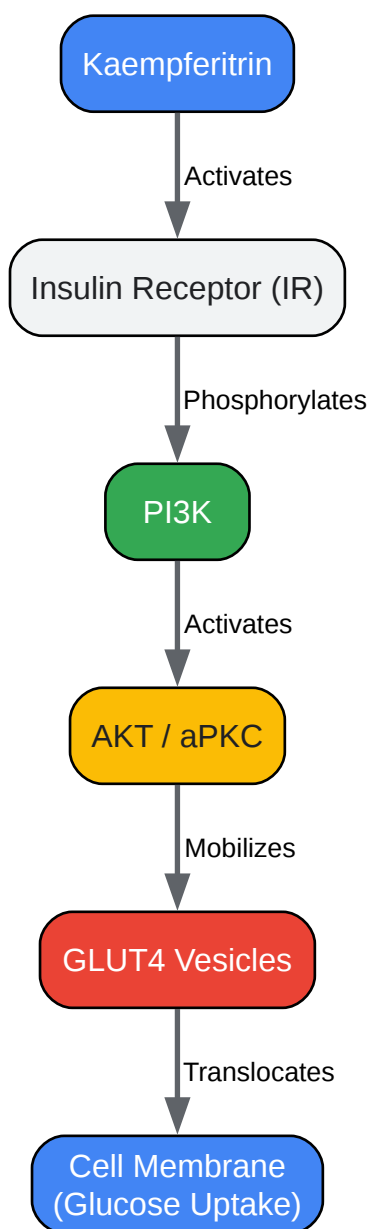 Kaempferitrin
Activates
Insulin Receptor (IR)
Phosphorylates
PI3K
Activates
AKT / aPKC
Mobilizes
GLUT4 Vesicles
Translocates
Cell Membrane
(Glucose Uptake)